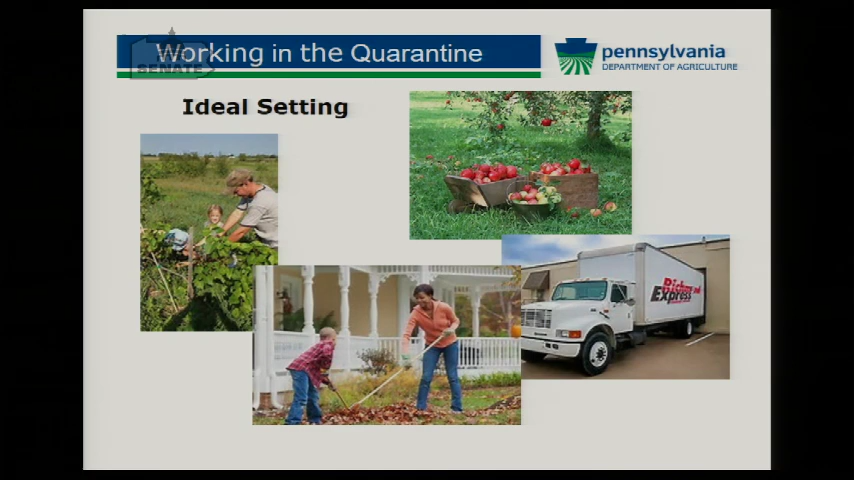 Working in the Quarantine
SENATE
pennsylvania
DEPARTMENT OF AGRICULTURE
Ideal Setting
Express